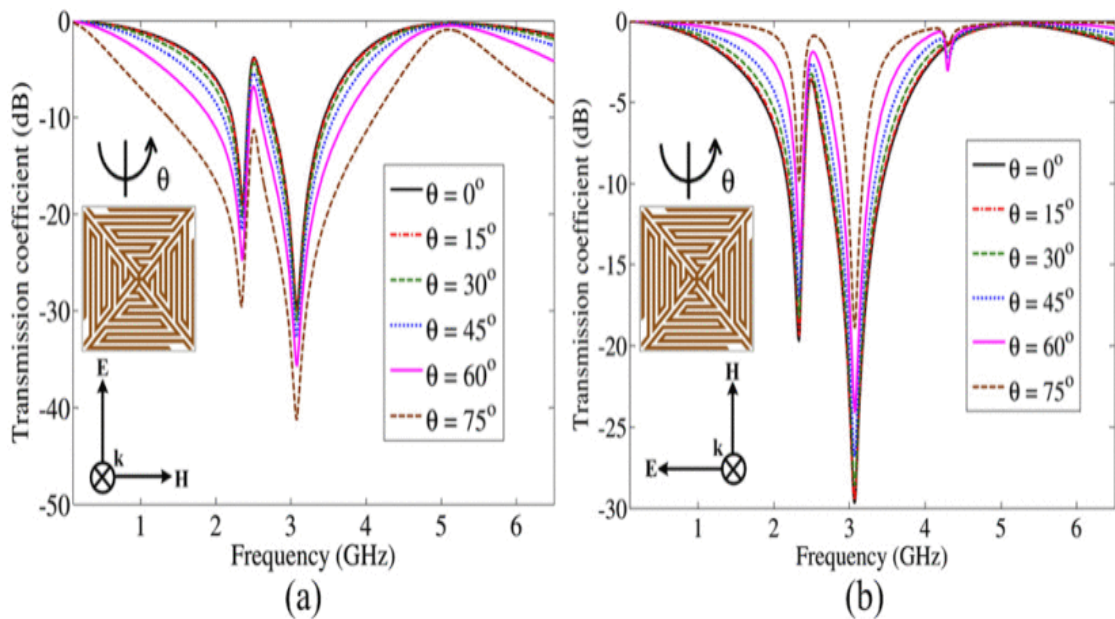 0
-10
-20
-30
-40
-50
Transmission coefficient (dB)
θ
θ = 0°
θ = 15°
θ = 30°
θ = 45°
θ = 60°
θ = 75°
E
k
H
1 2 3 4 5 6
Frequency (GHz)
(a)
0
-5
-10
-15
-20
-25
-30
Transmission coefficient (dB)
θ
θ = 0°
θ = 15°
θ = 30°
θ = 45°
θ = 60°
θ = 75°
H
k
E
1 2 3 4 5 6
Frequency (GHz)
(b)